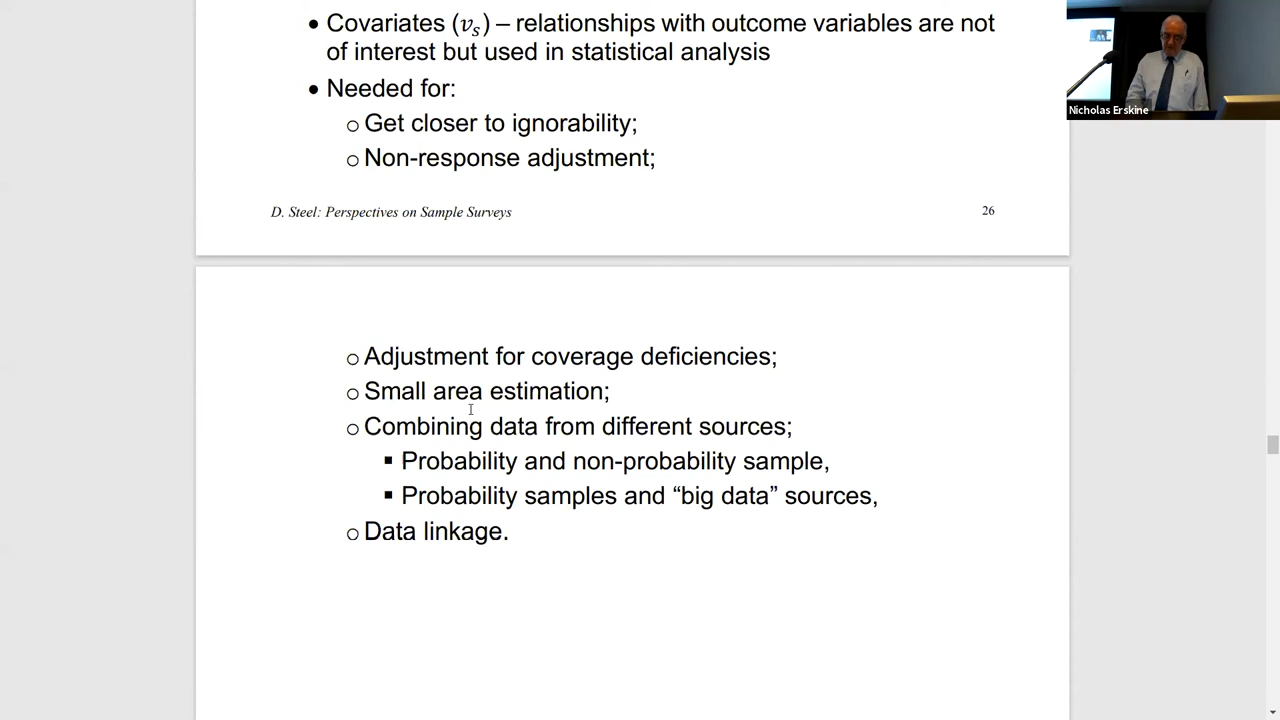 • Covariates (vₛ) – relationships with outcome variables are not
of interest but used in statistical analysis
• Needed for:
o Get closer to ignorability;
o Non-response adjustment;
D. Steel: Perspectives on Sample Surveys 26
Nicholas Erskine
o Adjustment for coverage deficiencies;
o Small area estimation;
o Combining data from different sources;
▪ Probability and non-probability sample,
▪ Probability samples and “big data” sources,
o Data linkage.